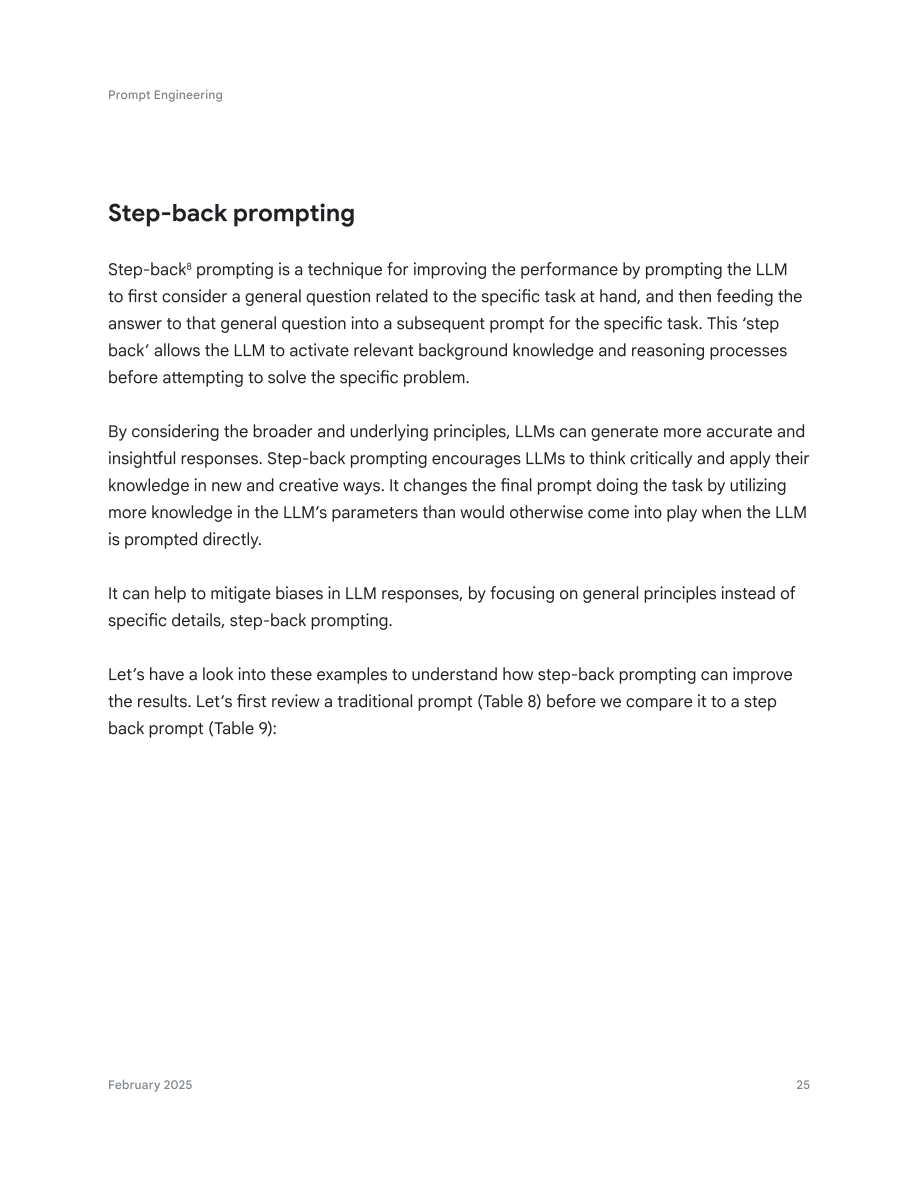 Prompt Engineering
Step-back prompting
Step-back⁸ prompting is a technique for improving the performance by prompting the LLM
to first consider a general question related to the specific task at hand, and then feeding the
answer to that general question into a subsequent prompt for the specific task. This ‘step
back’ allows the LLM to activate relevant background knowledge and reasoning processes
before attempting to solve the specific problem.
By considering the broader and underlying principles, LLMs can generate more accurate and
insightful responses. Step-back prompting encourages LLMs to think critically and apply their
knowledge in new and creative ways. It changes the final prompt doing the task by utilizing
more knowledge in the LLM’s parameters than would otherwise come into play when the LLM
is prompted directly.
It can help to mitigate biases in LLM responses, by focusing on general principles instead of
specific details, step-back prompting.
Let’s have a look into these examples to understand how step-back prompting can improve
the results. Let’s first review a traditional prompt (Table 8) before we compare it to a step
back prompt (Table 9):
February 2025
25